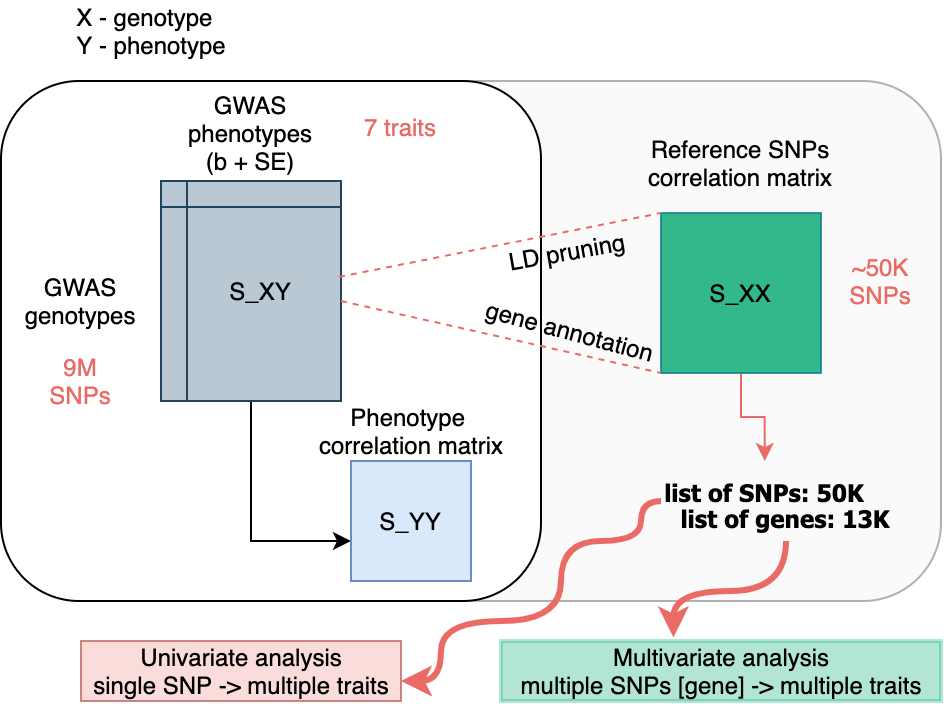 X - genotype
Y - phenotype
GWAS
phenotypes
(b + SE)
7 traits
Reference SNPs
correlation matrix
LD pruning
S_XY
S_XX
~50K
SNPs
GWAS
genotypes
gene annotation
9M
SNPs
Phenotype
correlation matrix
S_YY
list of SNPs: 50K
list of genes: 13K
Univariate analysis
single SNP -> multiple traits
Multivariate analysis
multiple SNPs [gene] -> multiple traits